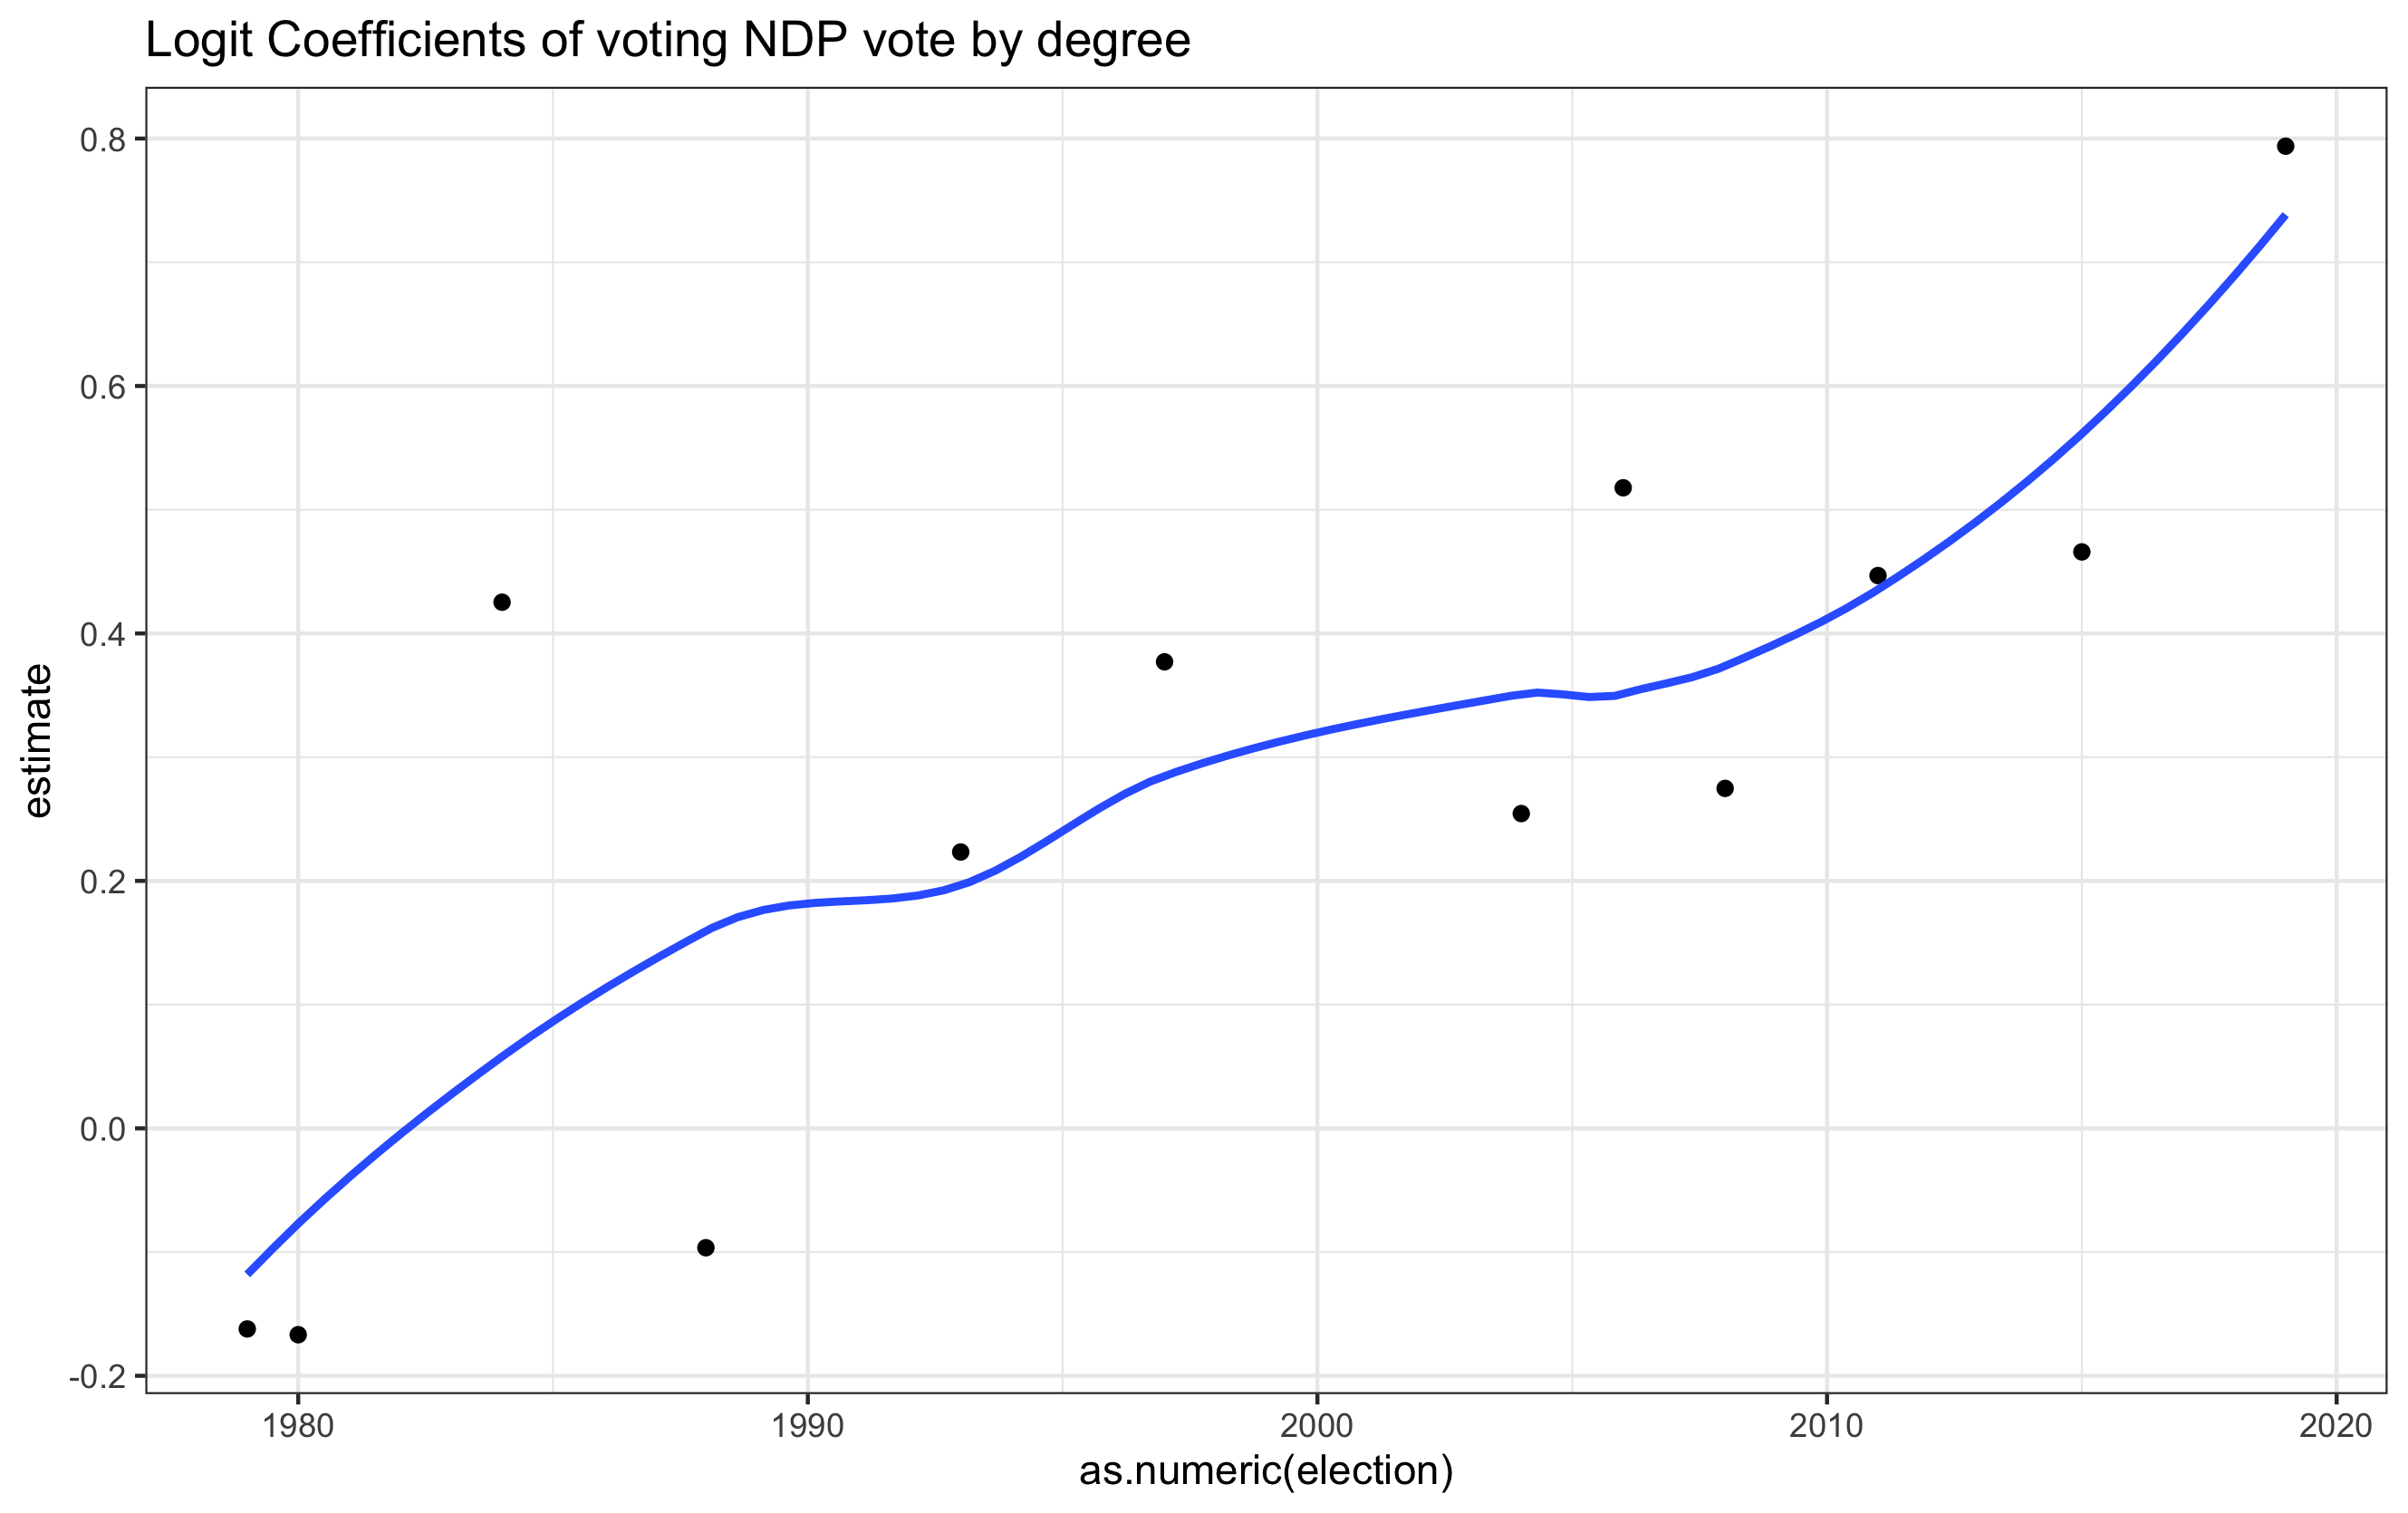 Logit Coefficients of voting NDP vote by degree
0.8
0.6
0.4
0.2
0.0
-0.2
estimate
1980 1990 2000 2010 2020
as.numeric(election)